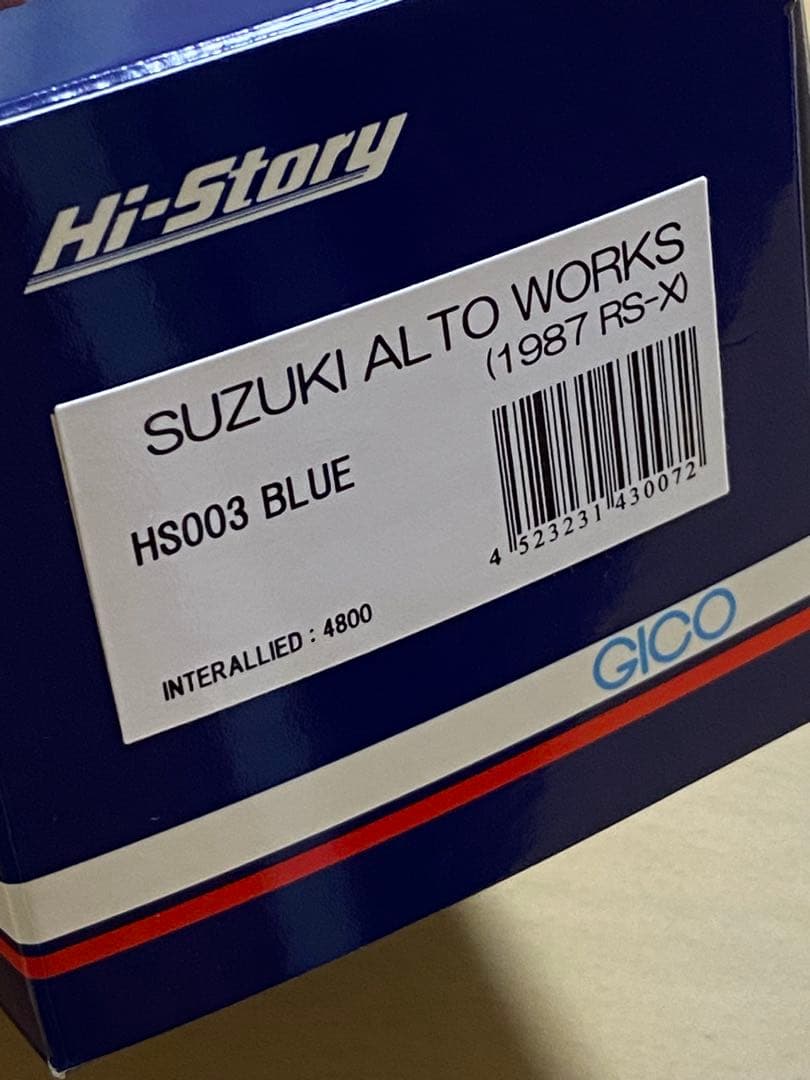 Hi-Story
SUZUKI ALTO WORKS
(1987 RS-X)
HS003 BLUE
4 523231 430072
INTERALLIED : 4800
GICO